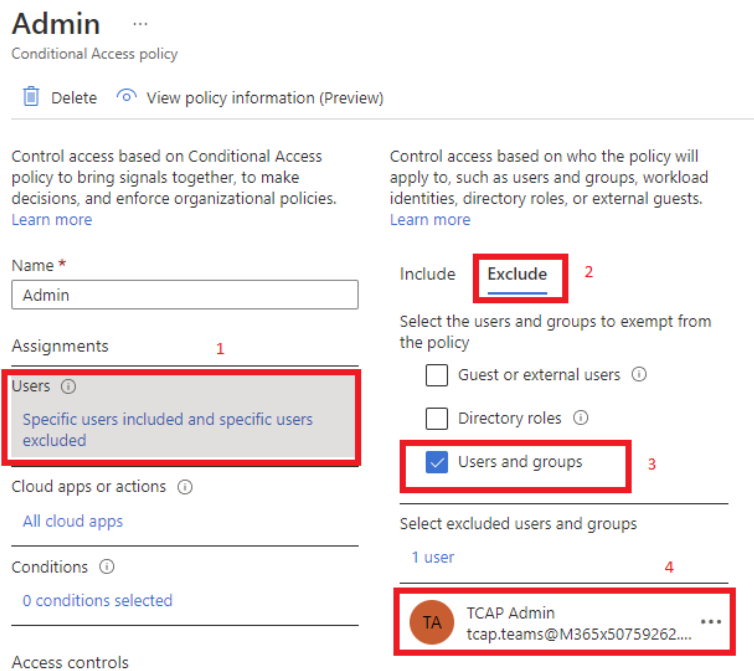 Admin ...
Conditional Access policy
Delete View policy information (Preview)
Control access based on Conditional Access
policy to bring signals together, to make
decisions, and enforce organizational policies.
Learn more
Name *
Admin
Assignments
1
Users
Specific users included and specific users
excluded
Cloud apps or actions
All cloud apps
Conditions
0 conditions selected
Access controls
Control access based on who the policy will
apply to, such as users and groups, workload
identities, directory roles, or external guests.
Learn more
Include Exclude 2
Select the users and groups to exempt from
the policy
Guest or external users
Directory roles
Users and groups 3
Select excluded users and groups
1 user
4
TA
TCAP Admin
tcap.teams@M365x50759262....